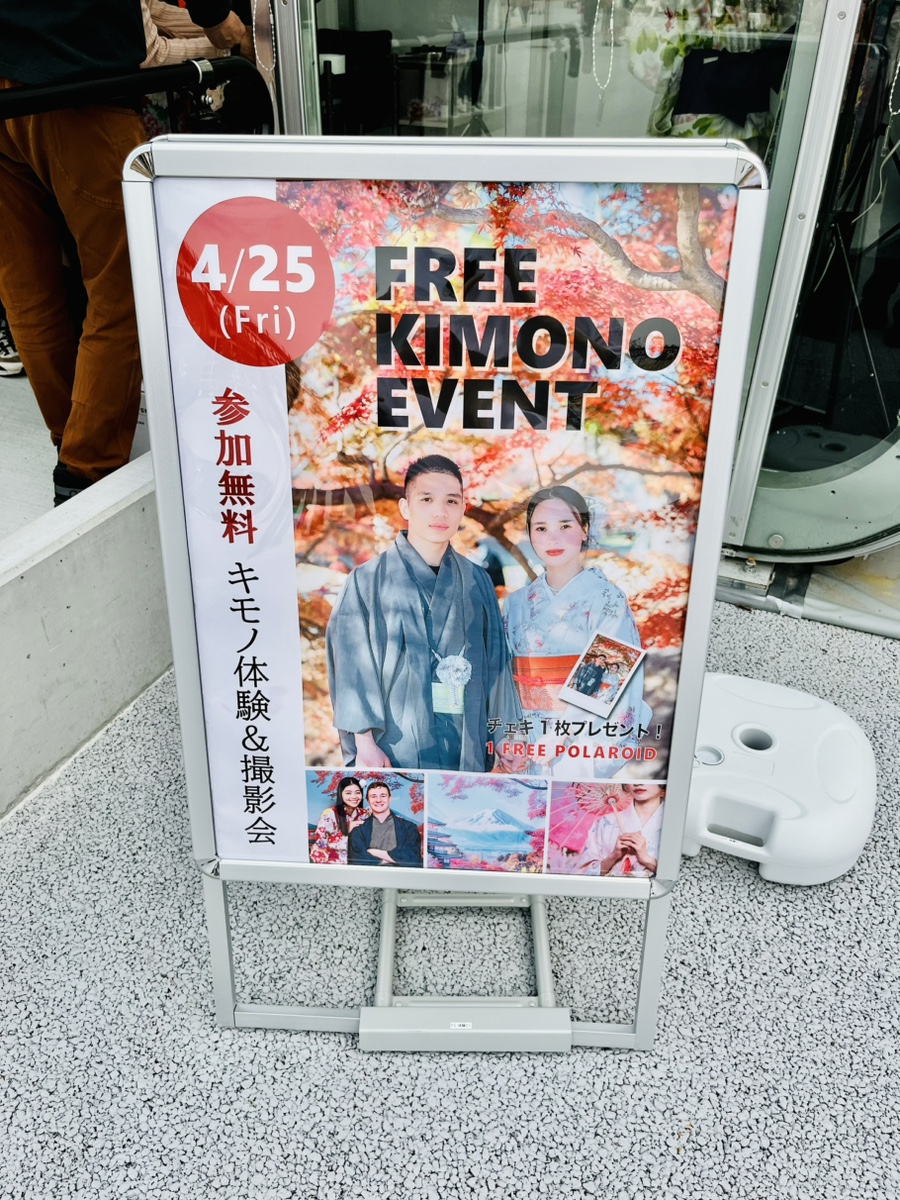 4/25
(Fri)
FREE
KIMONO
EVENT
参加無料 キモノ体験&撮影会
チェキ1枚プレゼント!
1 FREE POLAROID